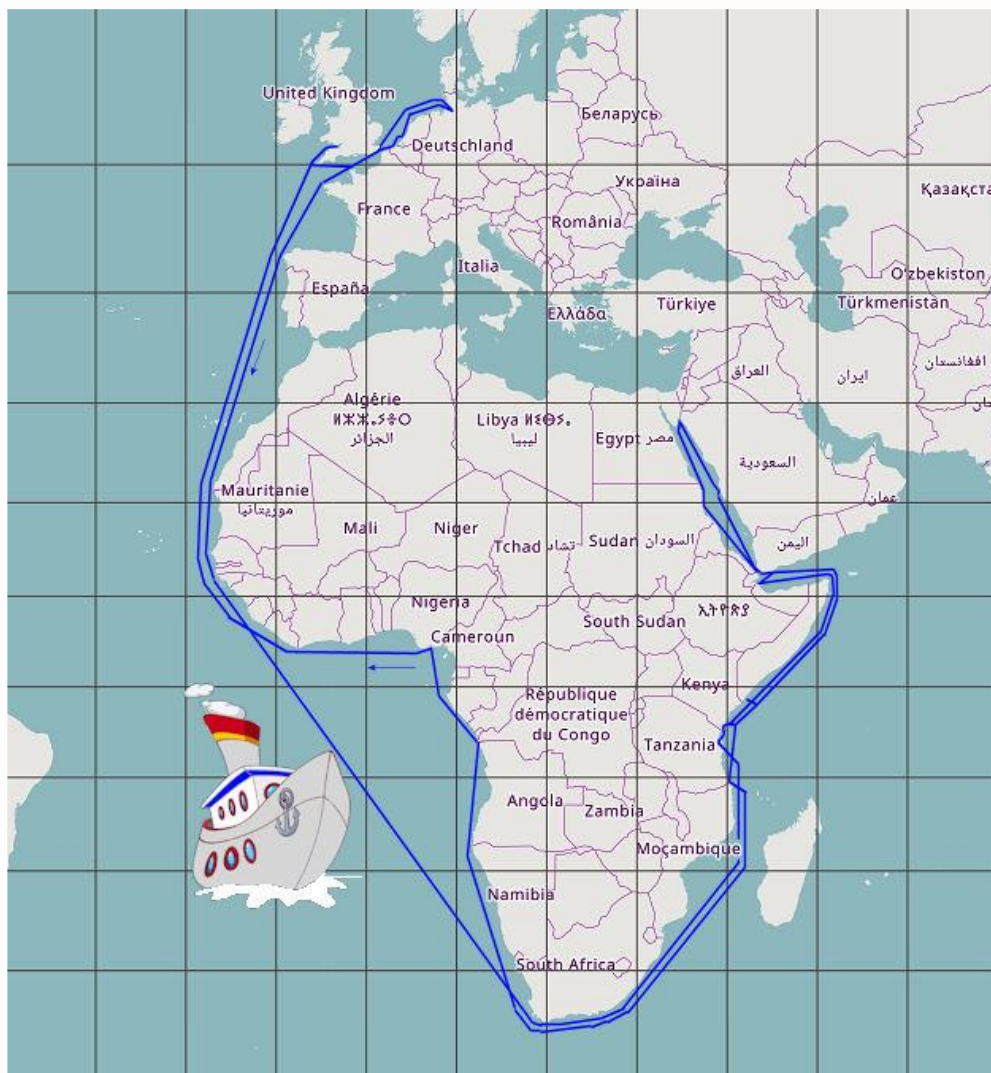 United Kingdom
Беларусь
Deutschland
Україна
Қазақста
France
România
Italia
O'zbekiston
España
Türkiye
Türkmenistan
Ελλάδα
افغانستان
العراق
ایران
Algérie
ⵍⵣⵣⴰⵢⴻⵔ
الجزائر
Libya ⵍⵉⴱⵢⴰ
ليبيا
Egypt مصر
السعودية
Mauritanie
موريتانيا
عمان
Mali
Niger
Tchad تشاد
Sudan السودان
اليمن
Nigeria
ኢትዮጵያ
South Sudan
Cameroun
Kenya
République
démocratique
du Congo
Tanzania
Angola
Zambia
Moçambique
Namibia
South Africa